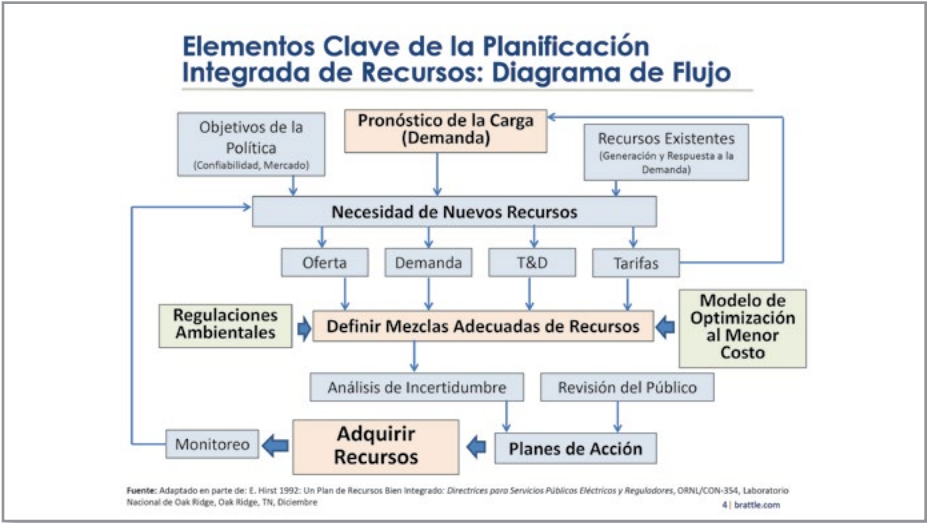 Elementos Clave de la Planificación
Integrada de Recursos: Diagrama de Flujo
Objetivos de la
Política
(Confiabilidad, Mercado)
Pronóstico de la Carga
(Demanda)
Recursos Existentes
(Generación y Respuesta a la
Demanda)
Necesidad de Nuevos Recursos
Oferta
Demanda
T&D
Tarifas
Regulaciones
Ambientales
Definir Mezclas Adecuadas de Recursos
Modelo de
Optimización
al Menor
Costo
Análisis de Incertidumbre
Revisión del Público
Monitoreo
Adquirir
Recursos
Planes de Acción
Fuente: Adaptado en parte de: E. Hirst 1992: Un Plan de Recursos Bien Integrado: Directrices para Servicios Públicos Eléctricos y Reguladores, ORNL/CON-354, Laboratorio
Nacional de Oak Ridge, Oak Ridge, TN, Diciembre
4 | brattle.com